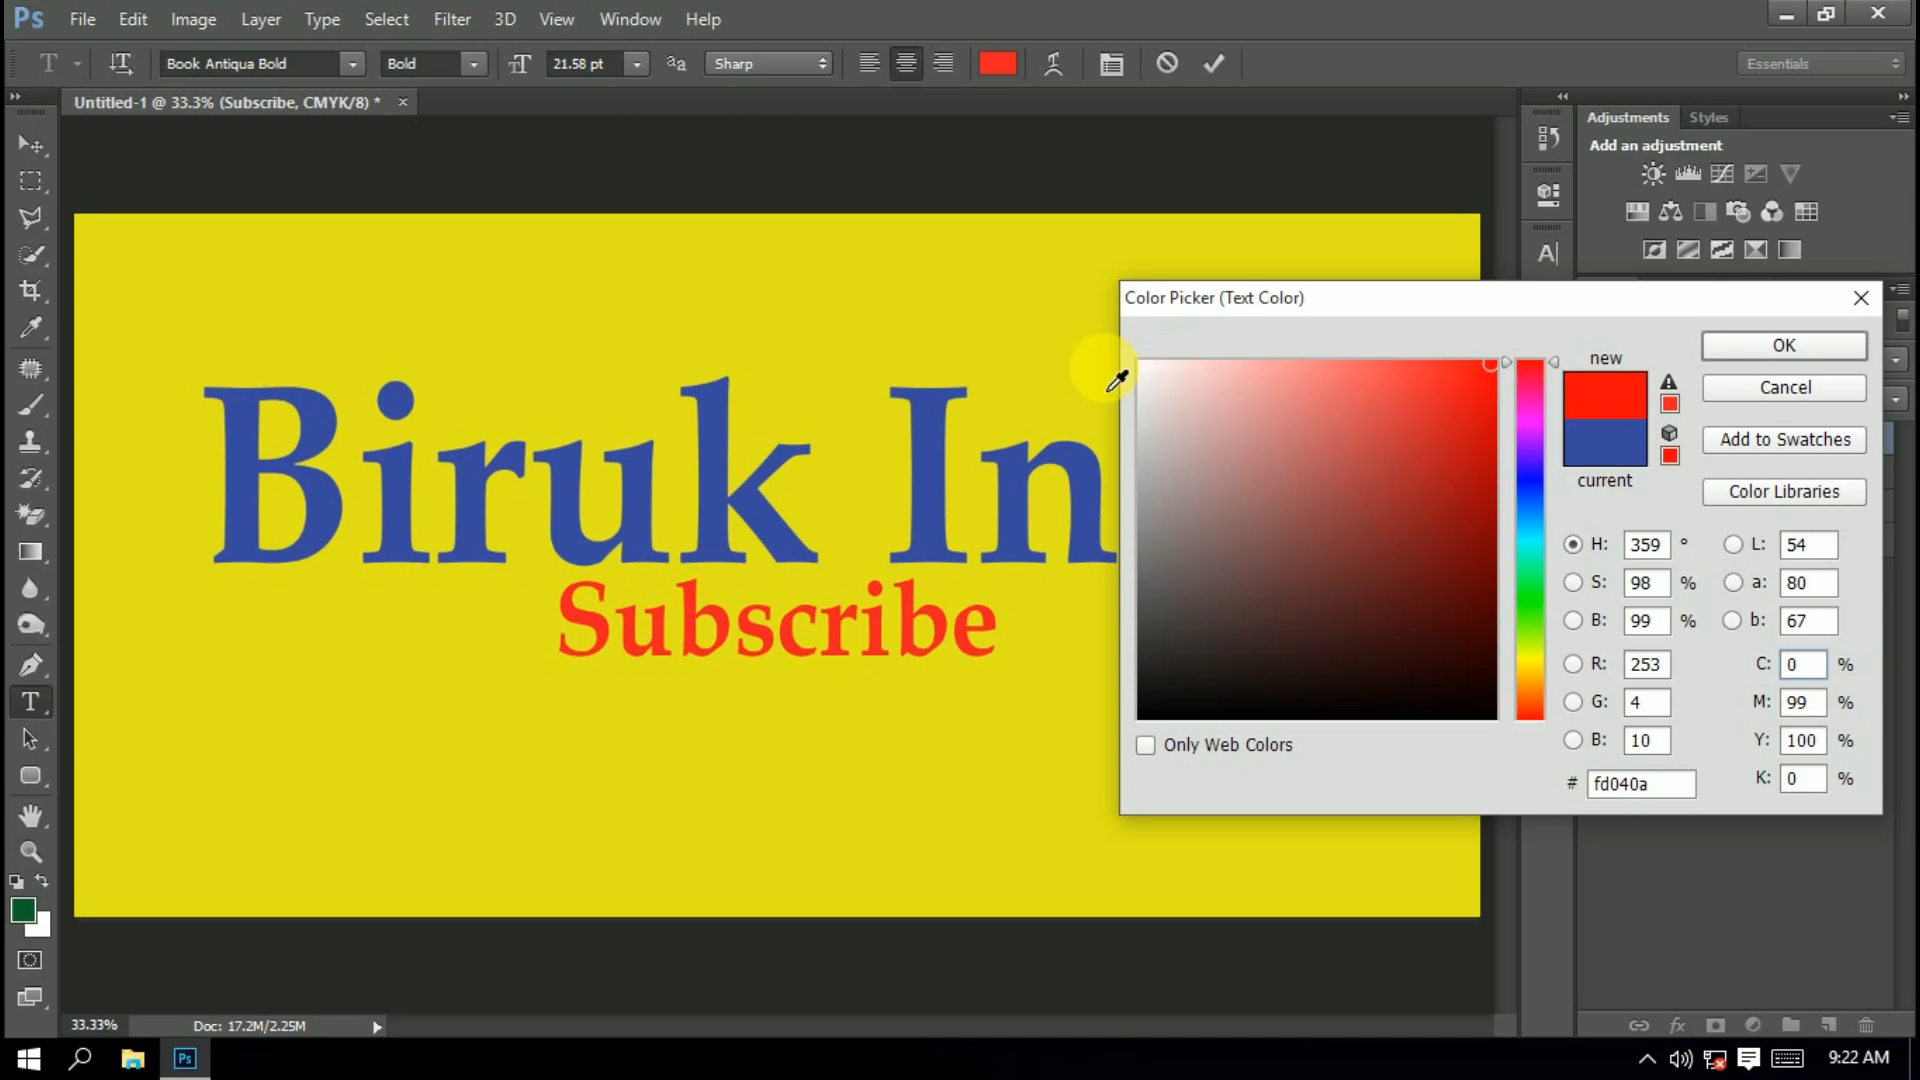 Ps File Edit Image Layer Type Select Filter 3D View Window Help
T Book Antiqua Bold Bold 21.58 pt aa Sharp Essentials
Untitled-1 @ 33.3% (Subscribe, CMYK/8) *
Adjustments Styles
Add an adjustment
Biruk In
Subscribe
Color Picker (Text Color)
new
current
OK
Cancel
Add to Swatches
Color Libraries
H: 359 ° L: 54
S: 98 % a: 80
B: 99 % b: 67
R: 253 C: 0 %
G: 4 M: 99 %
B: 10 Y: 100 %
# fd040a K: 0 %
Only Web Colors
33.33% Doc: 17.2M/2.25M
fx
Ps
9:22 AM